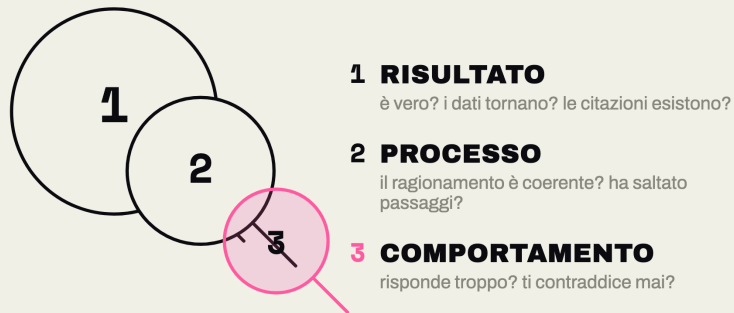 1
2
3
1 RISULTATO
è vero? i dati tornano? le citazioni esistono?
2 PROCESSO
il ragionamento è coerente? ha saltato
passaggi?
3 COMPORTAMENTO
risponde troppo? ti contraddice mai?